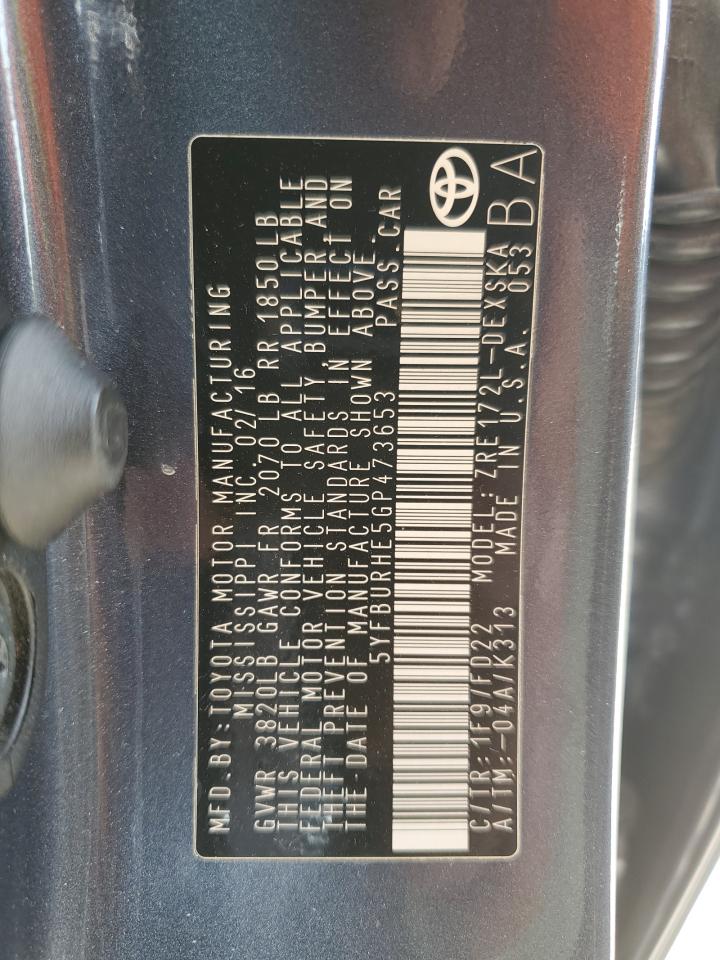 MFD.BY:TOYOTA MOTOR MANUFACTURING
MISSISSIPPI INC. 02/16
GVWR 3820LB GAWR FR 2070 LB RR 1850 LB
THIS VEHICLE CONFORMS TO ALL APPLICABLE
FEDERAL MOTOR VEHICLE SAFETY, BUMPER, AND
THEFT PREVENTION STANDARDS IN EFFECT ON
THE DATE OF MANUFACTURE SHOWN ABOVE.
5YFBURHE5GP473653 PASS.CAR
C/TR: 1F9/FD22 MODEL: ZRE172L-DEXSKA
A/TM: -04A/K313 MADE IN U.S.A. 053 BA